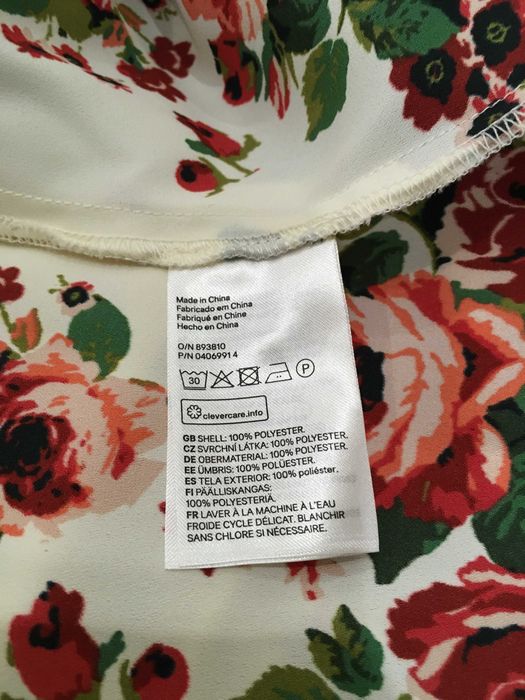 Made in China
Fabricado em China
Fabriqué en Chine
Hecho en China
O/N 893810
P/N 04069914
30 P
clevercare.info
GB SHELL: 100% POLYESTER.
CZ SVRCHNÍ LÁTKA: 100% POLYESTER.
DE OBERMATERIAL: 100% POLYESTER.
EE ÜMBRIS: 100% POLÜESTER.
ES TELA EXTERIOR: 100% poliéster.
FI PÄÄLLISKANGAS:
100% POLYESTERIÄ.
FR LAVER À LA MACHINE À L'EAU
FROIDE CYCLE DÉLICAT. BLANCHIR
SANS CHLORE SI NÉCESSAIRE.